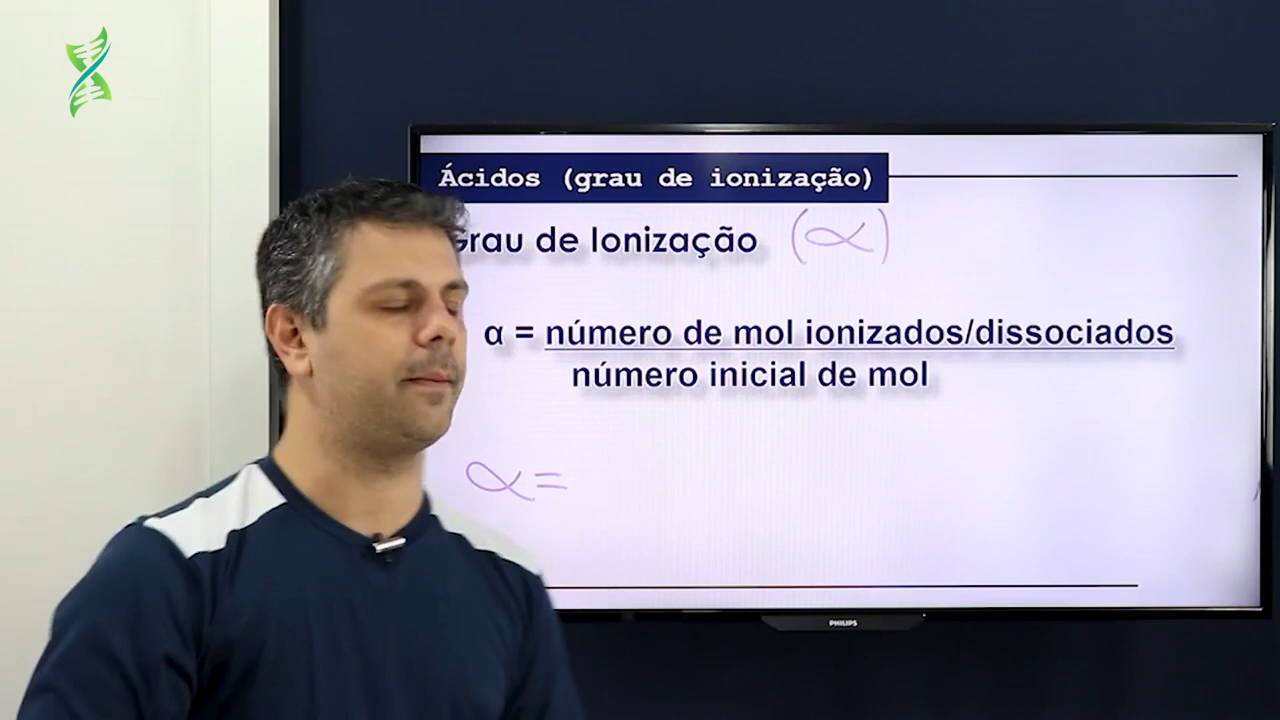 Ácidos (grau de ionização)
Grau de Ionização (α)
α = número de mol ionizados/dissociados
número inicial de mol
α =
PHILIPS